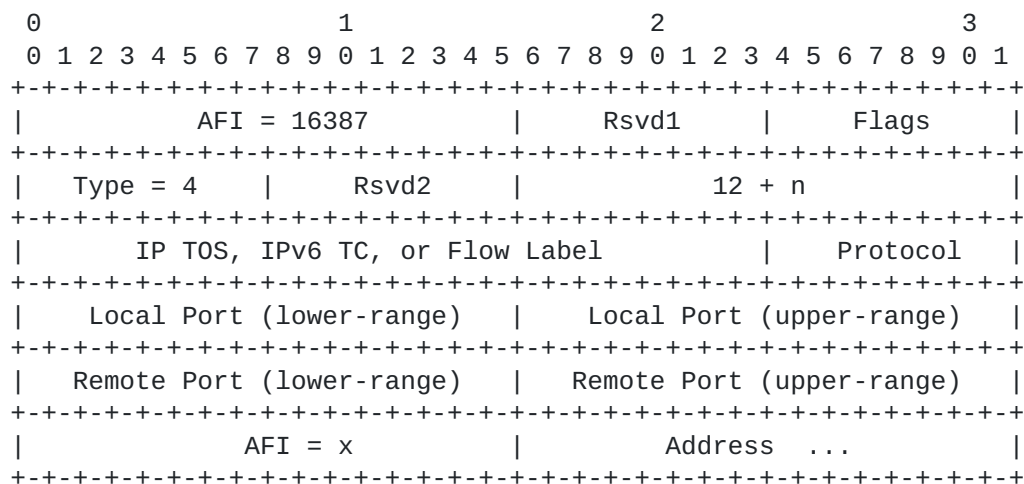 0                   1                   2                   3
 0 1 2 3 4 5 6 7 8 9 0 1 2 3 4 5 6 7 8 9 0 1 2 3 4 5 6 7 8 9 0 1
+-+-+-+-+-+-+-+-+-+-+-+-+-+-+-+-+-+-+-+-+-+-+-+-+-+-+-+-+-+-+-+-+
|           AFI = 16387         |     Rsvd1     |     Flags     |
+-+-+-+-+-+-+-+-+-+-+-+-+-+-+-+-+-+-+-+-+-+-+-+-+-+-+-+-+-+-+-+-+
|   Type = 4    |     Rsvd2     |            12 + n             |
+-+-+-+-+-+-+-+-+-+-+-+-+-+-+-+-+-+-+-+-+-+-+-+-+-+-+-+-+-+-+-+-+
|       IP TOS, IPv6 TC, or Flow Label          |    Protocol   |
+-+-+-+-+-+-+-+-+-+-+-+-+-+-+-+-+-+-+-+-+-+-+-+-+-+-+-+-+-+-+-+-+
|    Local Port (lower-range)   |    Local Port (upper-range)   |
+-+-+-+-+-+-+-+-+-+-+-+-+-+-+-+-+-+-+-+-+-+-+-+-+-+-+-+-+-+-+-+-+
|   Remote Port (lower-range)   |   Remote Port (upper-range)   |
+-+-+-+-+-+-+-+-+-+-+-+-+-+-+-+-+-+-+-+-+-+-+-+-+-+-+-+-+-+-+-+-+
|              AFI = x          |         Address  ...          |
+-+-+-+-+-+-+-+-+-+-+-+-+-+-+-+-+-+-+-+-+-+-+-+-+-+-+-+-+-+-+-+-+